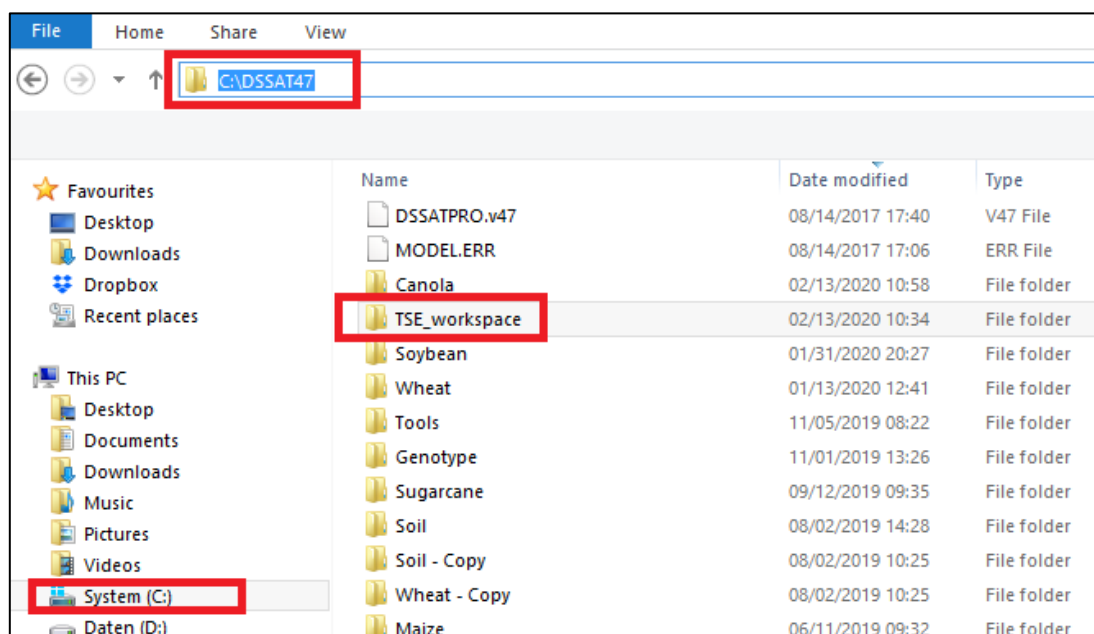 File Home Share View
C:\DSSAT47
Name Date modified Type
Favourites
Desktop
Downloads
Dropbox
Recent places
This PC
Desktop
Documents
Downloads
Music
Pictures
Videos
System (C:)
Daten (D:)
DSSATPRO.v47 08/14/2017 17:40 V47 File
MODEL.ERR 08/14/2017 17:06 ERR File
Canola 02/13/2020 10:58 File folder
TSE_workspace 02/13/2020 10:34 File folder
Soybean 01/31/2020 20:27 File folder
Wheat 01/13/2020 12:41 File folder
Tools 11/05/2019 08:22 File folder
Genotype 11/01/2019 13:26 File folder
Sugarcane 09/12/2019 09:35 File folder
Soil 08/02/2019 14:28 File folder
Soil - Copy 08/02/2019 10:25 File folder
Wheat - Copy 08/02/2019 10:25 File folder
Maize 06/11/2019 09:32 File folder